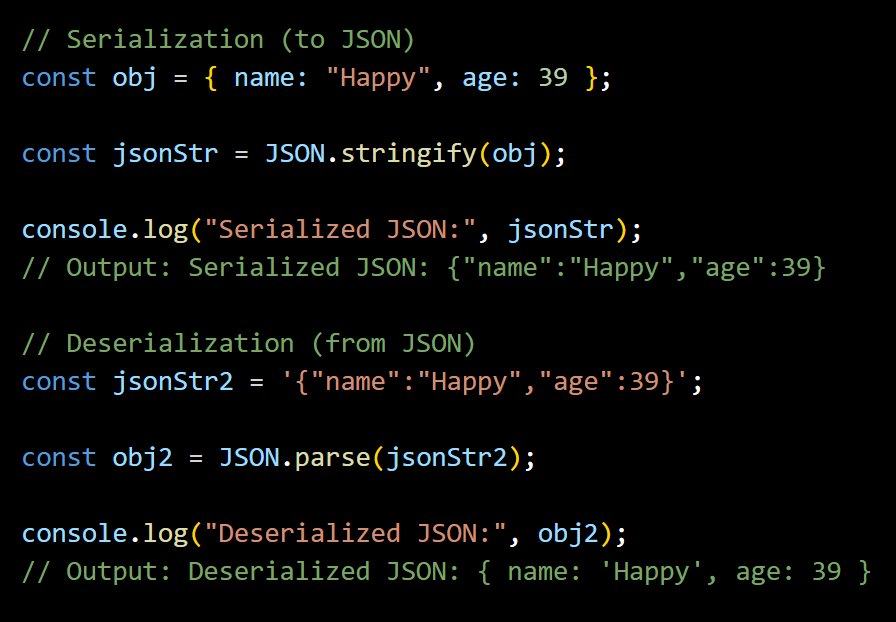 // Serialization (to JSON)
const obj = { name: "Happy", age: 39 };
const jsonStr = JSON.stringify(obj);
console.log("Serialized JSON:", jsonStr);
// Output: Serialized JSON: {"name":"Happy","age":39}
// Deserialization (from JSON)
const jsonStr2 = '{"name":"Happy","age":39}';
const obj2 = JSON.parse(jsonStr2);
console.log("Deserialized JSON:", obj2);
// Output: Deserialized JSON: { name: 'Happy', age: 39 }